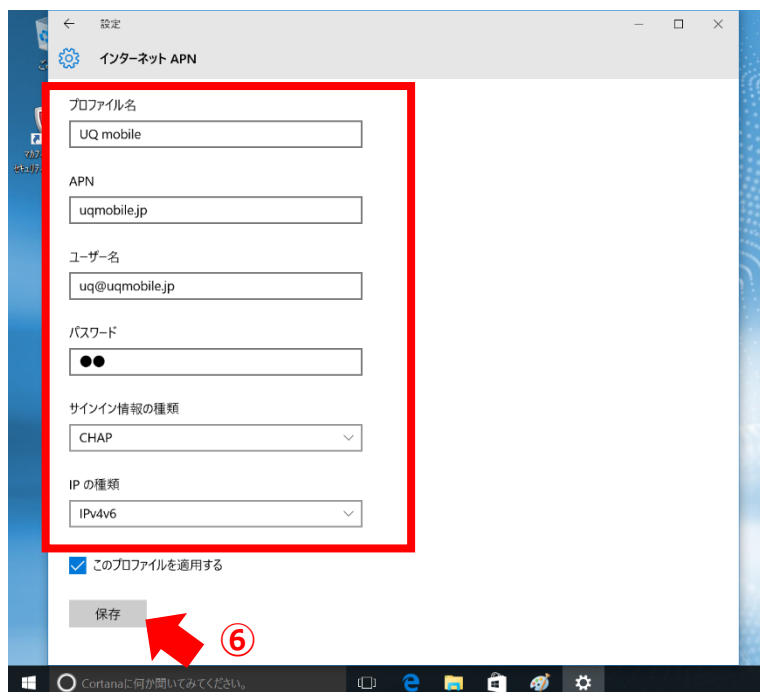 設定
インターネット APN
プロファイル名
UQ mobile
APN
uqmobile.jp
ユーザー名
uq@uqmobile.jp
パスワード
●●
サインイン情報の種類
CHAP
IP の種類
IPv4v6
このプロファイルを適用する
保存
⑥
Cortanaに何か聞いてみてください。